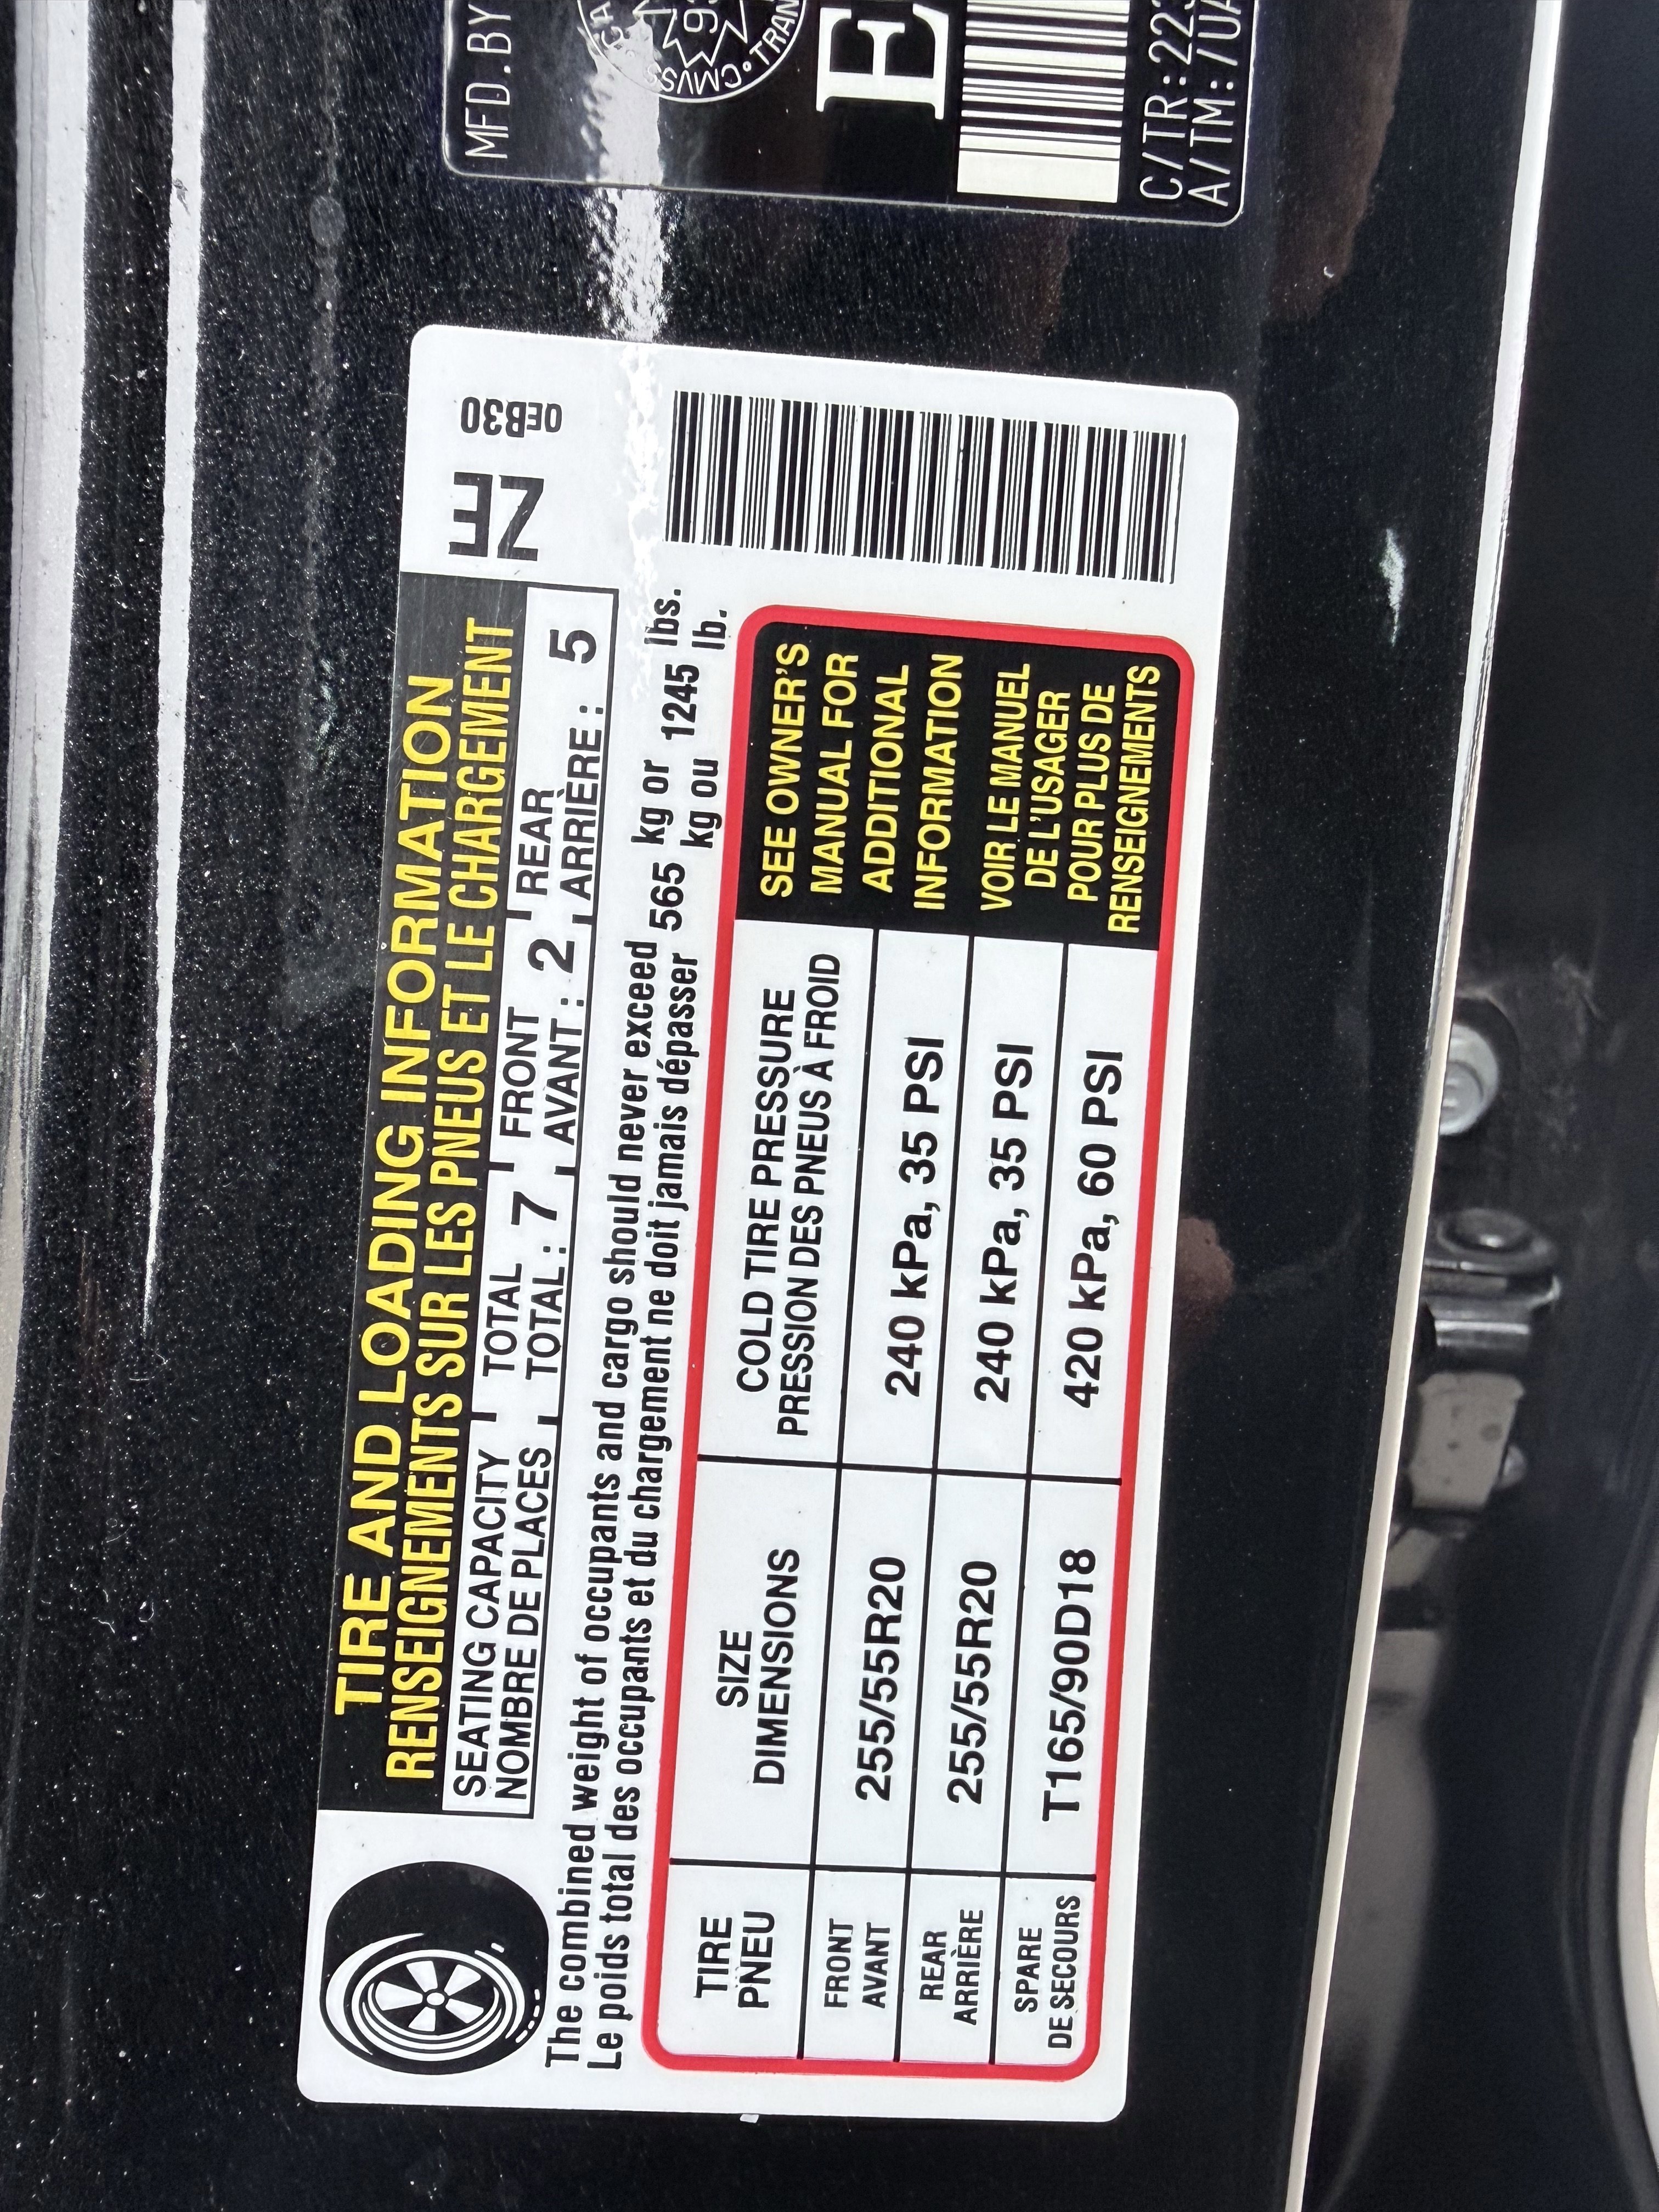 TIRE AND LOADING INFORMATION
RENSEIGNEMENTS SUR LES PNEUS ET LE CHARGEMENT
ZE 0EB30
SEATING CAPACITY TOTAL FRONT REAR
NOMBRE DE PLACES TOTAL : 7 AVANT : 2 ARRIÈRE : 5
The combined weight of occupants and cargo should never exceed 565 kg or 1245 lbs.
Le poids total des occupants et du chargement ne doit jamais dépasser kg ou lb.
TIRE SIZE COLD TIRE PRESSURE
PNEU DIMENSIONS PRESSION DES PNEUS À FROID
FRONT
AVANT 255/55R20 240 kPa, 35 PSI
REAR
ARRIÈRE 255/55R20 240 kPa, 35 PSI
SPARE
DE SECOURS T165/90D18 420 kPa, 60 PSI
SEE OWNER'S
MANUAL FOR
ADDITIONAL
INFORMATION
VOIR LE MANUEL
DE L'USAGER
POUR PLUS DE
RENSEIGNEMENTS
MFD.BY
CMVSS • TRAN
E
C/TR:223
A/TM:/UA